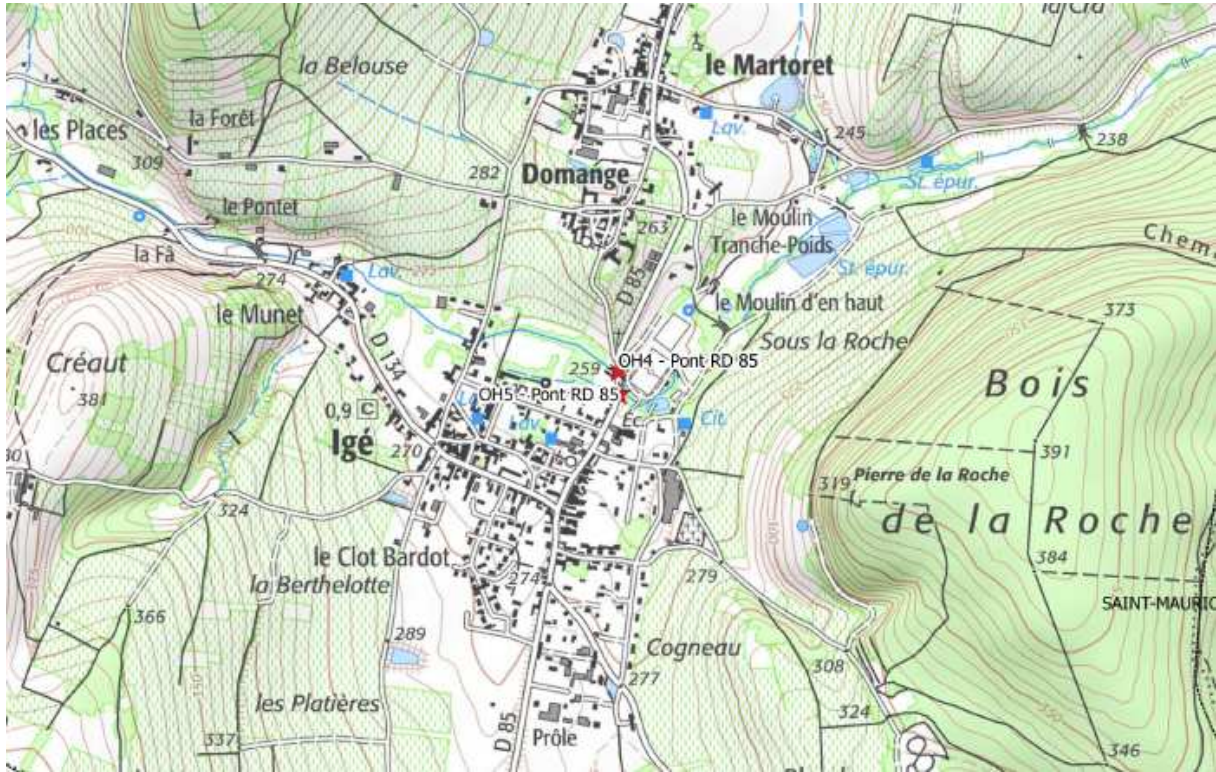 la Cra
la Belouse
le Martoret
la Forêt
les Places
Lav.
245
238
309
282
Domange
St. épur.
le Pontet
263
le Moulin
Tranche-Poids
la Fà
D 85
274
Lav.
St. épur.
Chem
le Munet
le Moulin d'en haut
373
D 134
Sous la Roche
259
OH4 - Pont RD 85
Créaut
381
OH5 - Pont RD 85
Bois
0,9 C
Lav.
Ec.
Cit.
Igé
270
391
319
Pierre de la Roche
324
de la Roche
le Clot Bardot
384
274
279
la Berthelotte
SAINT-MAURIC
366
289
Cogneau
308
277
les Platières
324
D 85
337
Prôle
346
350